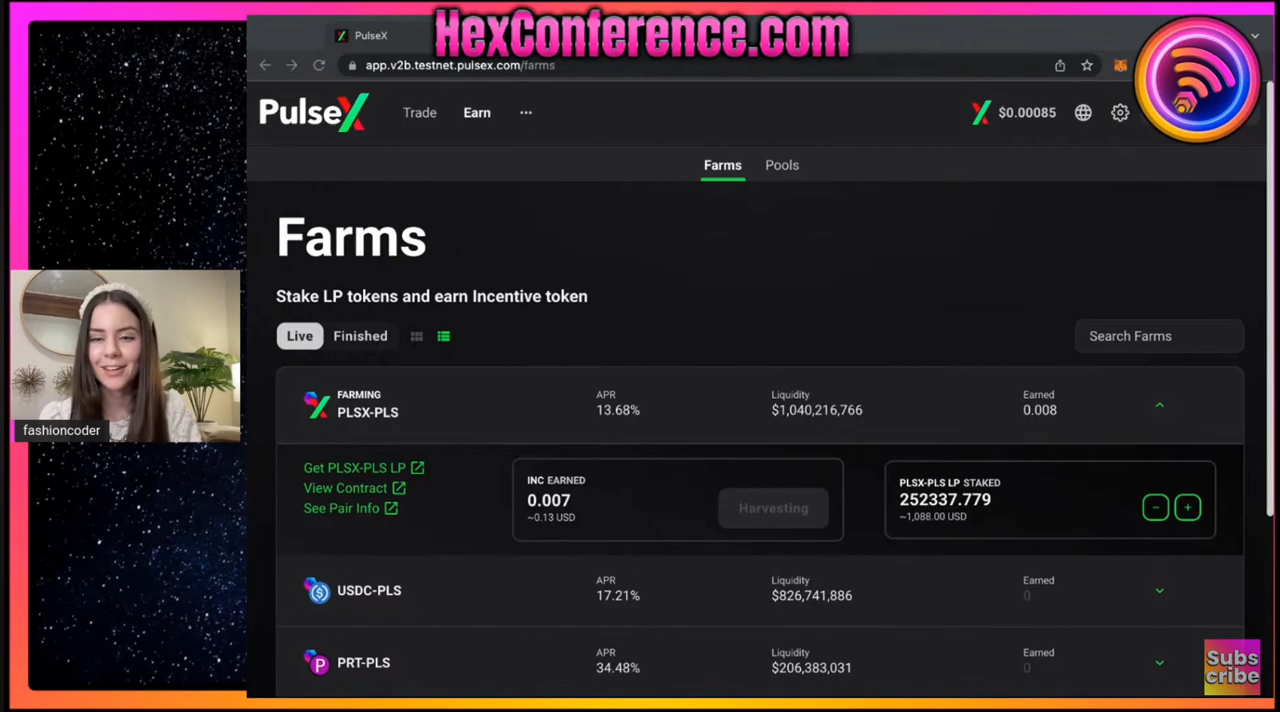 HexConference.com
PulseX
app.v2b.testnet.pulsex.com/farms
PulseX
Trade
Earn
$0.00085
Farms
Pools
Farms
Stake LP tokens and earn Incentive token
Live
Finished
Search Farms
FARMING
PLSX-PLS
APR
13.68%
Liquidity
$1,040,216,766
Earned
0.008
Get PLSX-PLS LP
View Contract
See Pair Info
INC EARNED
0.007
~0.13 USD
Harvesting
PLSX-PLS LP STAKED
252337.779
~1,088.00 USD
USDC-PLS
APR
17.21%
Liquidity
$826,741,886
Earned
0
PRT-PLS
APR
34.48%
Liquidity
$206,383,031
Earned
0
fashioncoder
Subs
cribe